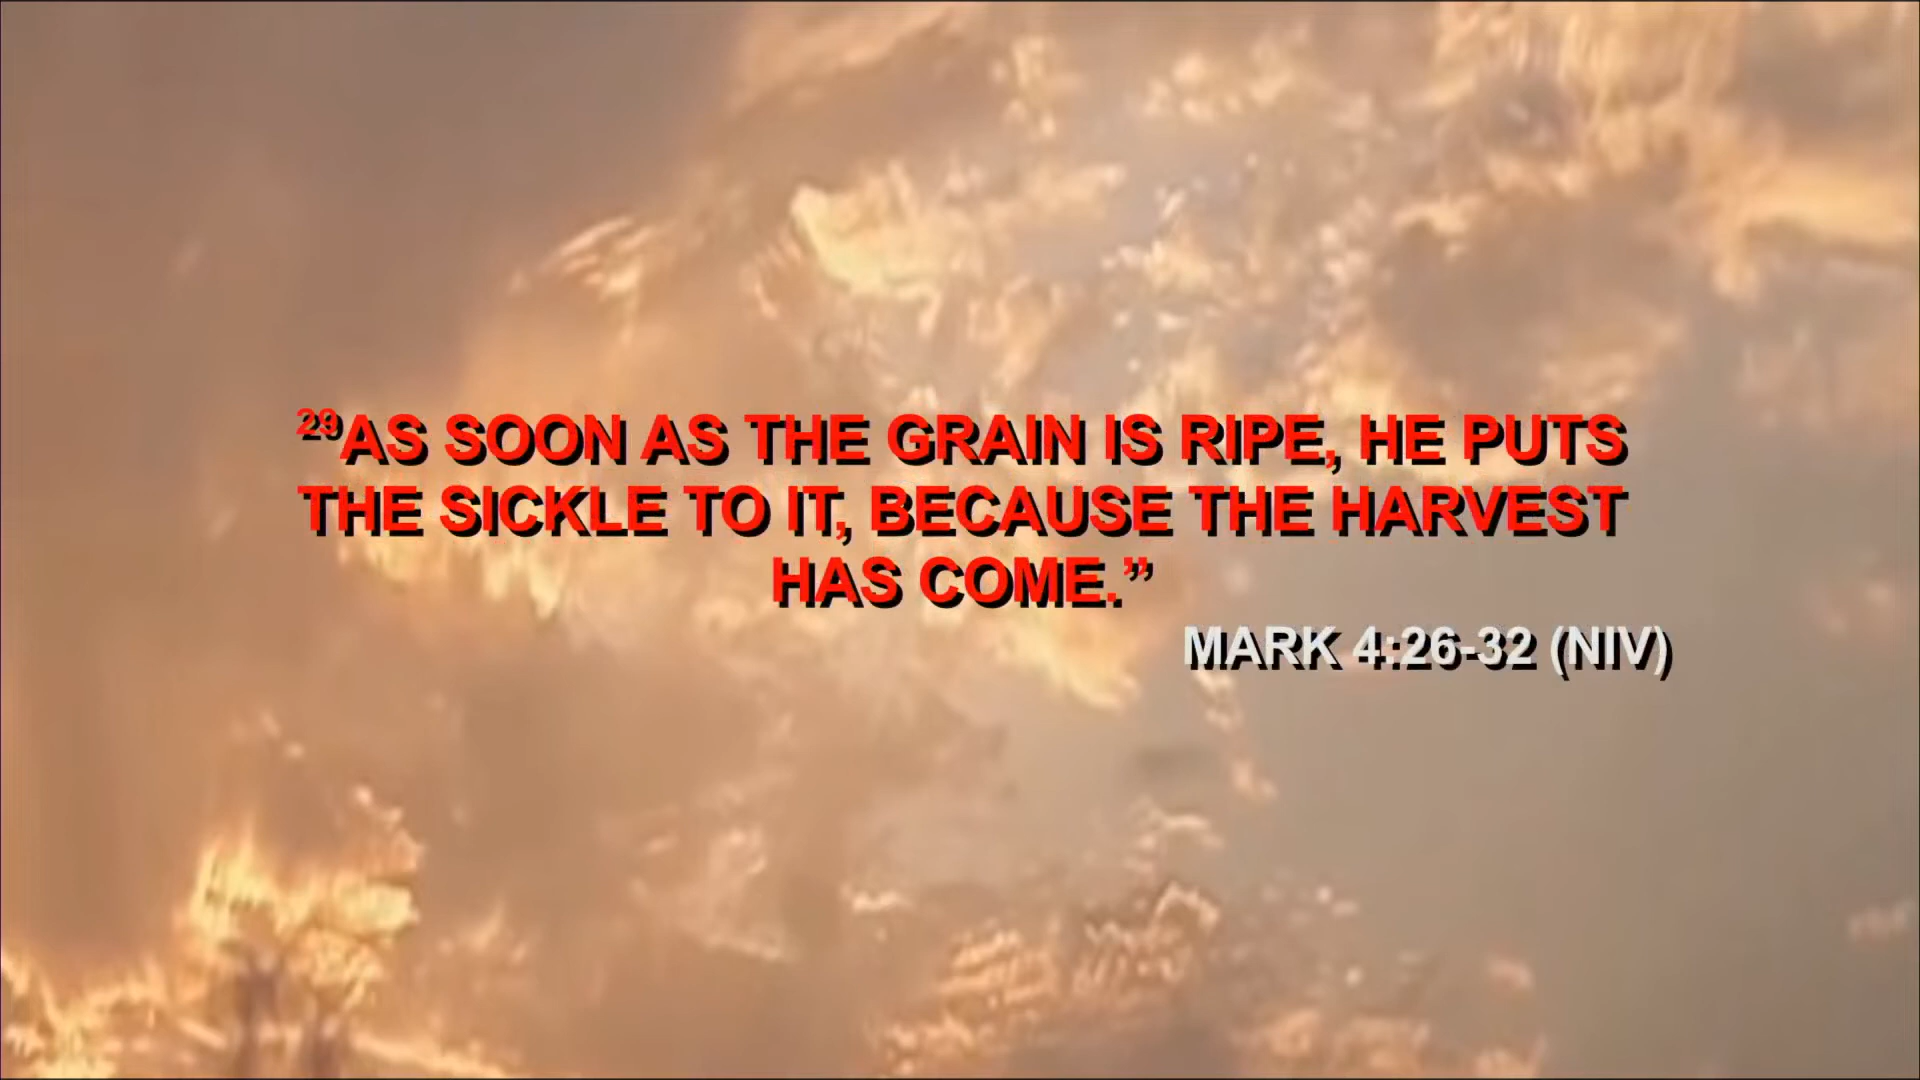 ²⁹AS SOON AS THE GRAIN IS RIPE, HE PUTS
THE SICKLE TO IT, BECAUSE THE HARVEST
HAS COME.”
MARK 4:26-32 (NIV)